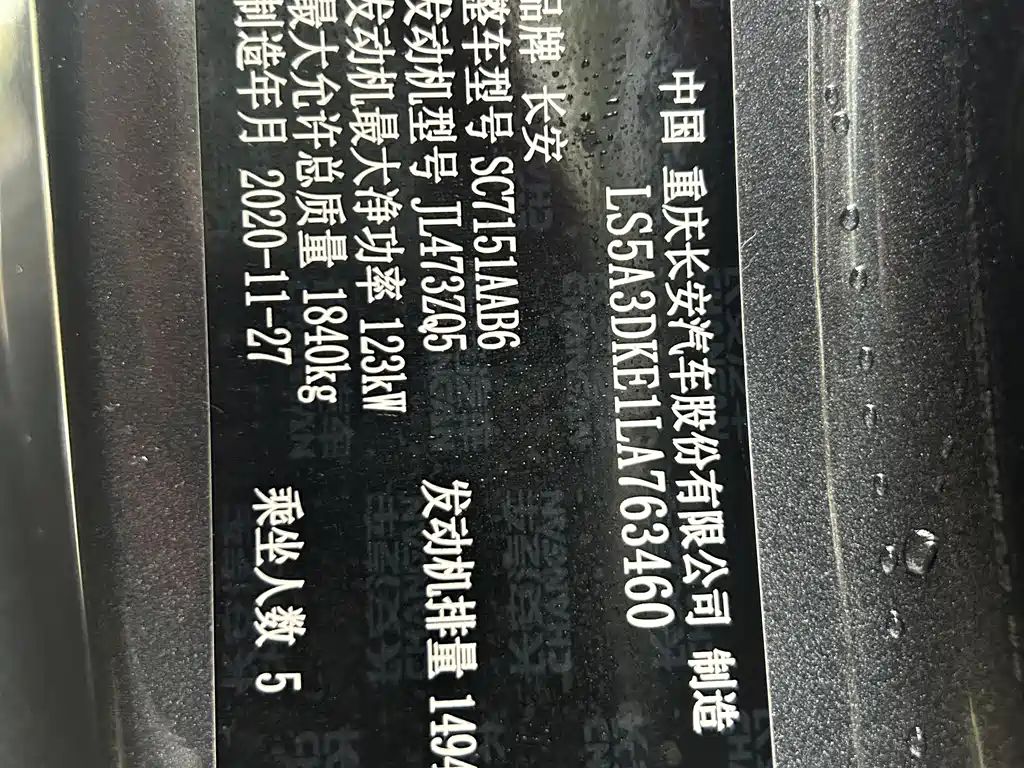 中国 重庆长安汽车股份有限公司 制造
LS5A3DKE1LA763460
品牌 长安
整车型号 SC7151AAB6
发动机型号 JL473ZQ5 发动机排量 1494
发动机最大净功率 123kW
最大允许总质量 1840kg
制造年月 2020-11-27 乘坐人数 5